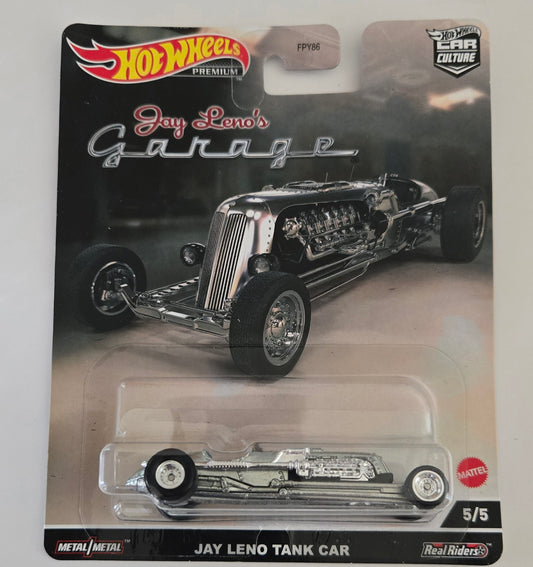 Hot Wheels
PREMIUM
FPY86
Hot Wheels
CAR
CULTURE
Jay Leno's
Garage
MATTEL
5/5
METAL/METAL
JAY LENO TANK CAR
Real Riders